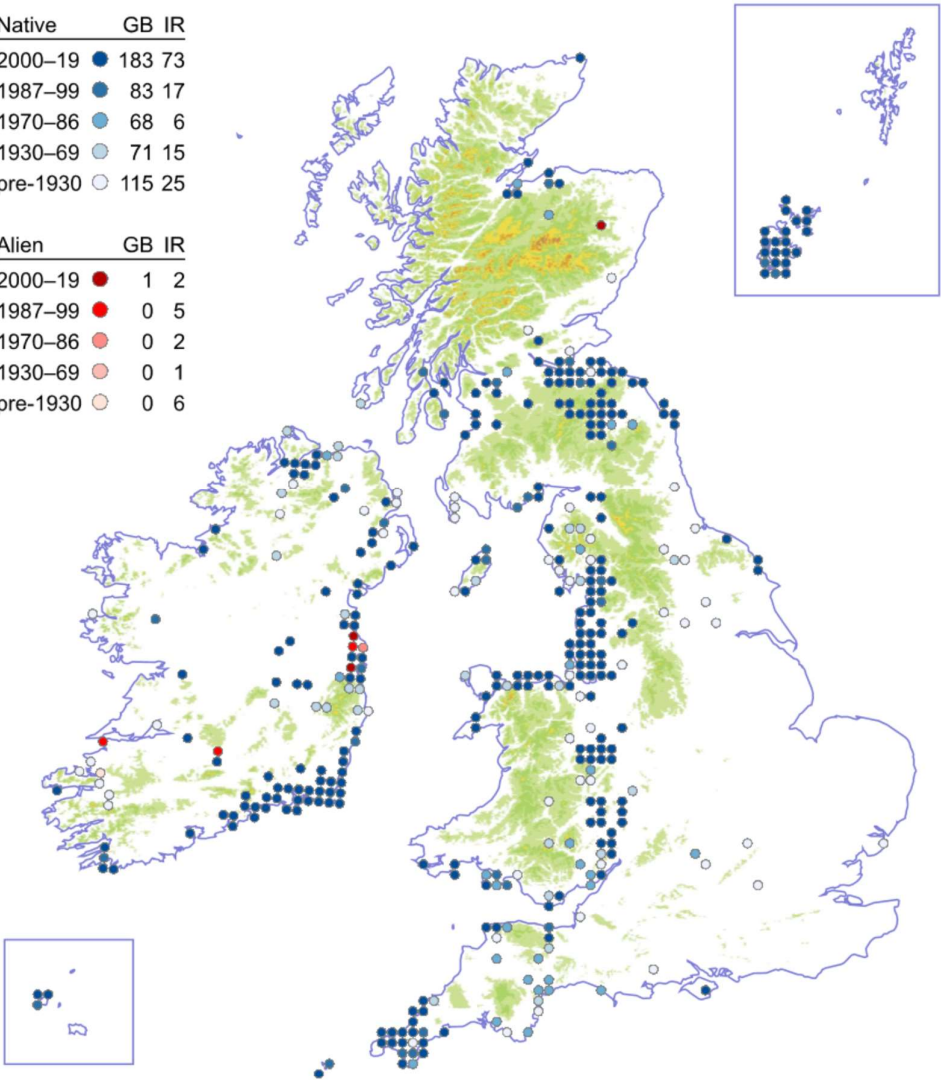 Native GB IR
2000–19 183 73
1987–99 83 17
1970–86 68 6
1930–69 71 15
pre-1930 115 25
Alien GB IR
2000–19 1 2
1987–99 0 5
1970–86 0 2
1930–69 0 1
pre-1930 0 6